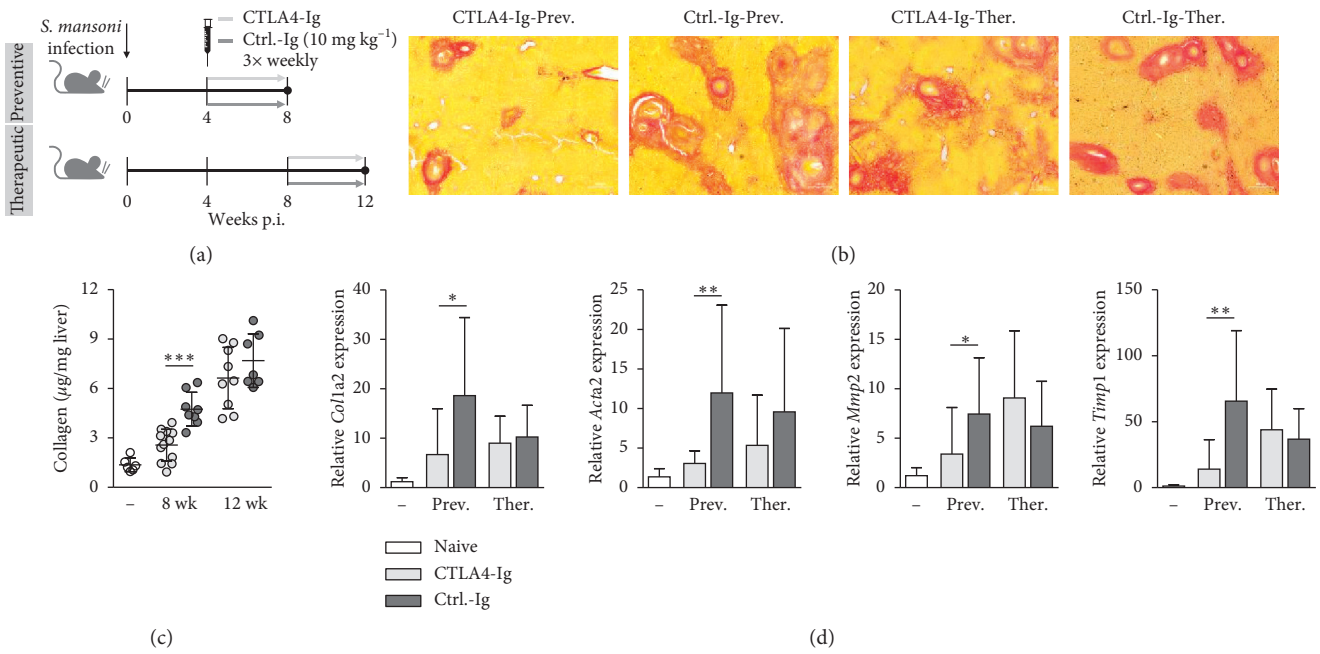 S. mansoni
infection
CTLA4-Ig
Ctrl.-Ig (10 mg kg−1)
3× weekly
Preventive
0
4
8
Therapeutic
0
4
8
12
Weeks p.i.
(a)
CTLA4-Ig-Prev.
Ctrl.-Ig-Prev.
CTLA4-Ig-Ther.
Ctrl.-Ig-Ther.
(b)
Collagen (μg/mg liver)
12
9
6
3
0
***
–
8 wk
12 wk
(c)
Relative Col1a2 expression
40
30
20
10
0
*
–
Prev.
Ther.
Relative Acta2 expression
25
20
15
10
5
0
**
–
Prev.
Ther.
Relative Mmp2 expression
20
15
10
5
0
*
–
Prev.
Ther.
Relative Timp1 expression
150
100
50
0
**
–
Prev.
Ther.
Naive
CTLA4-Ig
Ctrl.-Ig
(d)